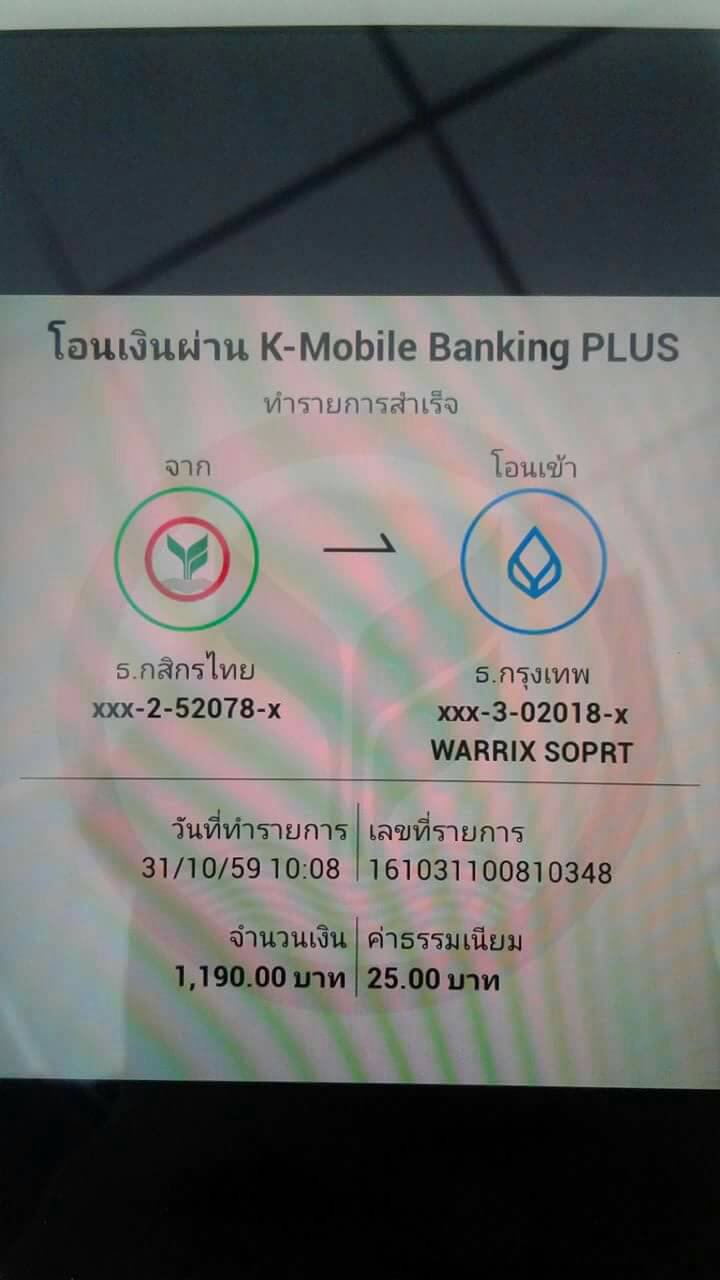 โอนเงินผ่าน K-Mobile Banking PLUS
ทำรายการสำเร็จ
จาก
โอนเข้า
ธ.กสิกรไทย
xxx-2-52078-x
ธ.กรุงเทพ
xxx-3-02018-x
WARRIX SOPRT
วันที่ทำรายการ
31/10/59 10:08
เลขที่รายการ
161031100810348
จำนวนเงิน
1,190.00 บาท
ค่าธรรมเนียม
25.00 บาท